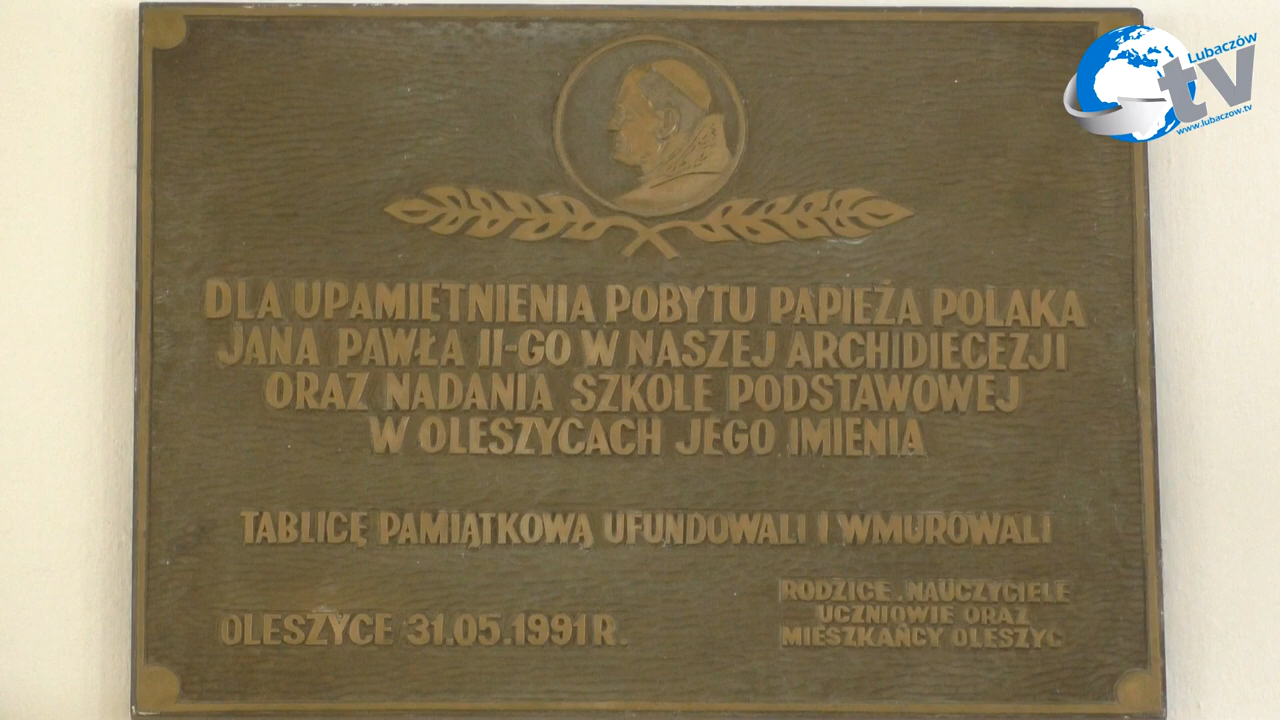 DLA UPAMIĘTNIENIA POBYTU PAPIEŻA POLAKA
JANA PAWŁA II-GO W NASZEJ ARCHIDIECEZJI
ORAZ NADANIA SZKOLE PODSTAWOWEJ
W OLESZYCACH JEGO IMIENIA
TABLICĘ PAMIĄTKOWĄ UFUNDOWALI I WMUROWALI
RODZICE, NAUCZYCIELE
UCZNIOWIE ORAZ
MIESZKAŃCY OLESZYC
OLESZYCE 31.05.1991 R.
Lubaczów
tv
www.lubaczow.tv